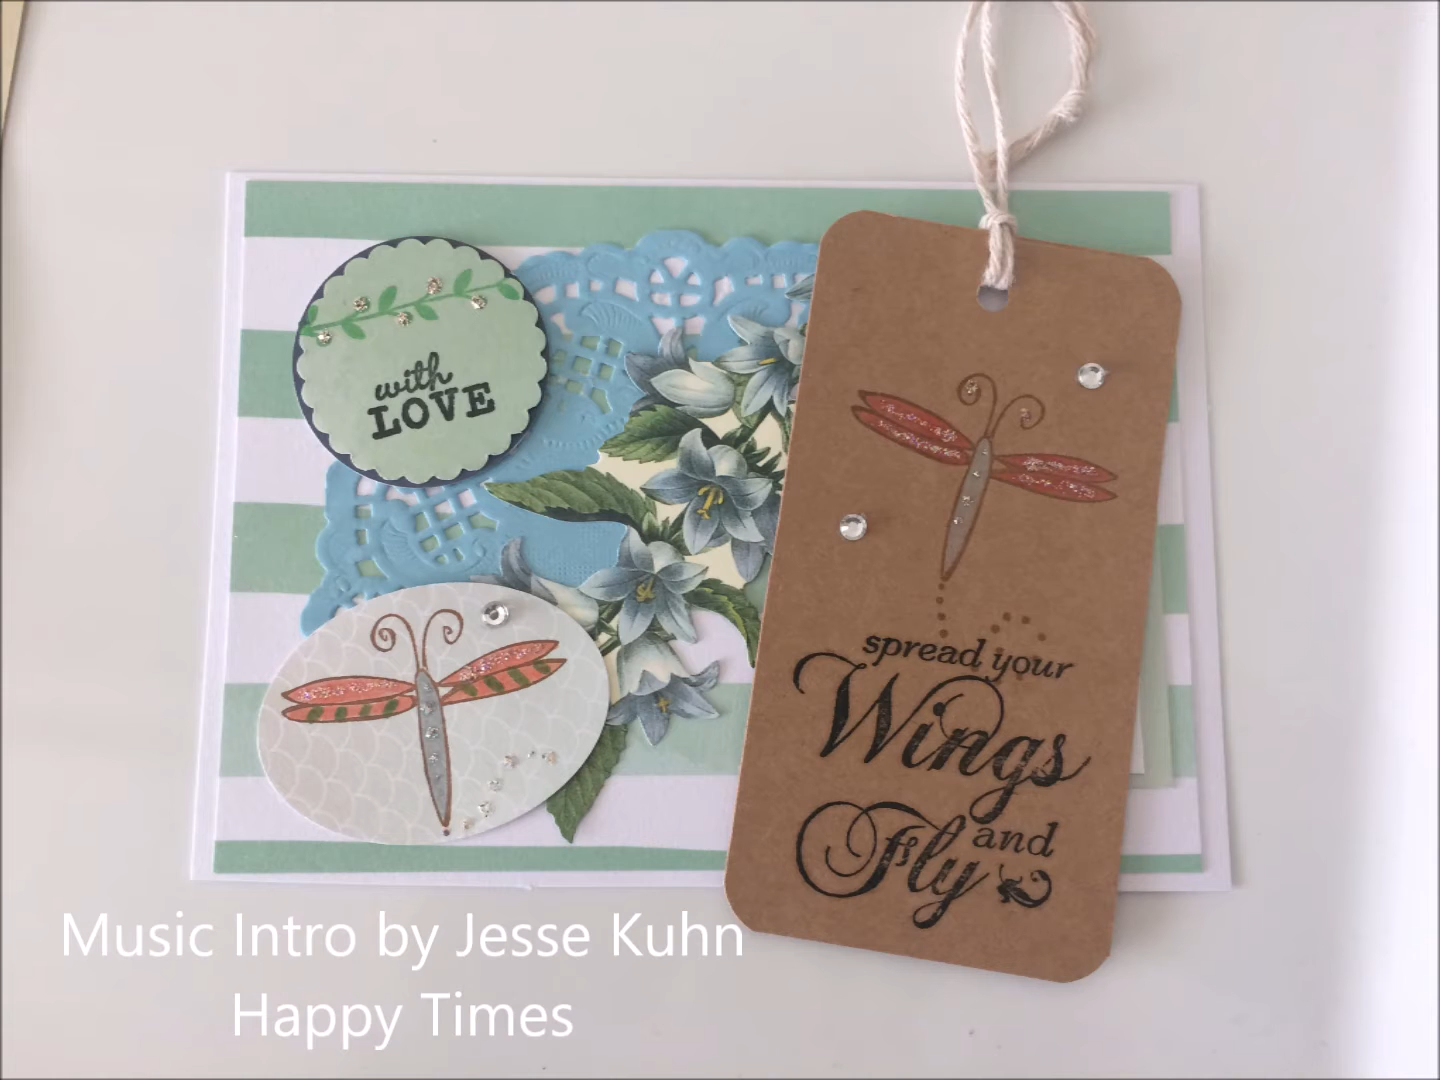 with
LOVE
spread your
Wings
and
Fly
Music Intro by Jesse Kuhn
Happy Times